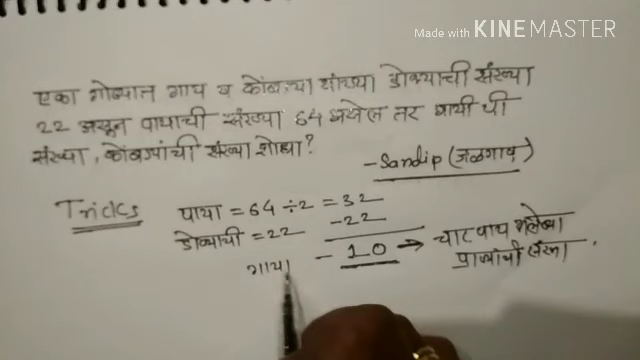 Made with KINEMASTER
एका गोठ्यात गाय व कोंबड्या यांच्या डोक्याची संख्या
22 असून पायाची संख्या 64 असेल तर गायी ची
संख्या, कोंबड्यांची संख्या शोधा?
-Sandip (जळगाव)
Tricks
पाया = 64 ÷ 2 = 32
डोक्याची = 22 -22
गाया - 10 → चार पाय असलेल्या
प्राण्यांची संख्या.